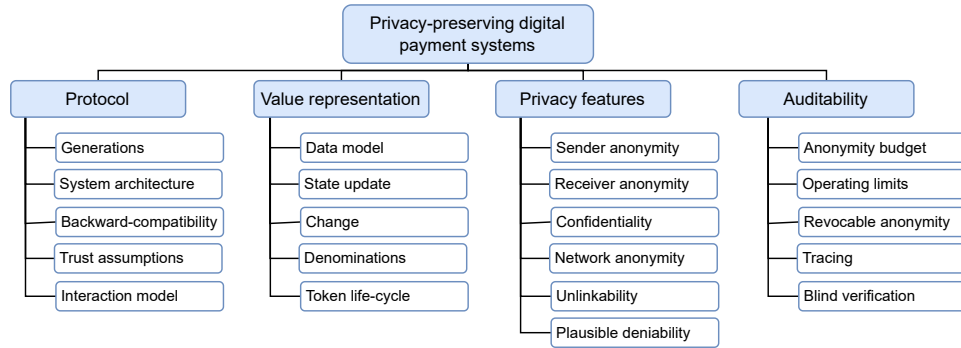 Privacy-preserving digital
payment systems
Protocol
Generations
System architecture
Backward-compatibility
Trust assumptions
Interaction model
Value representation
Data model
State update
Change
Denominations
Token life-cycle
Privacy features
Sender anonymity
Receiver anonymity
Confidentiality
Network anonymity
Unlinkability
Plausible deniability
Auditability
Anonymity budget
Operating limits
Revocable anonymity
Tracing
Blind verification